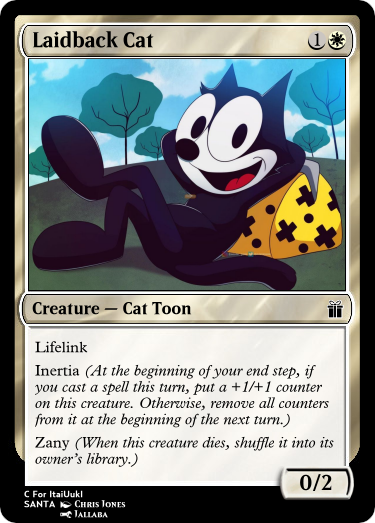 Laidback Cat 1
Creature — Cat Toon
Lifelink
Inertia (At the beginning of your end step, if
you cast a spell this turn, put a +1/+1 counter
on this creature. Otherwise, remove all counters
from it at the beginning of the next turn.)
Zany (When this creature dies, shuffle it into its
owner's library.)
0/2
C For ItaiUukl
SANTA Chris Jones
Jallaba